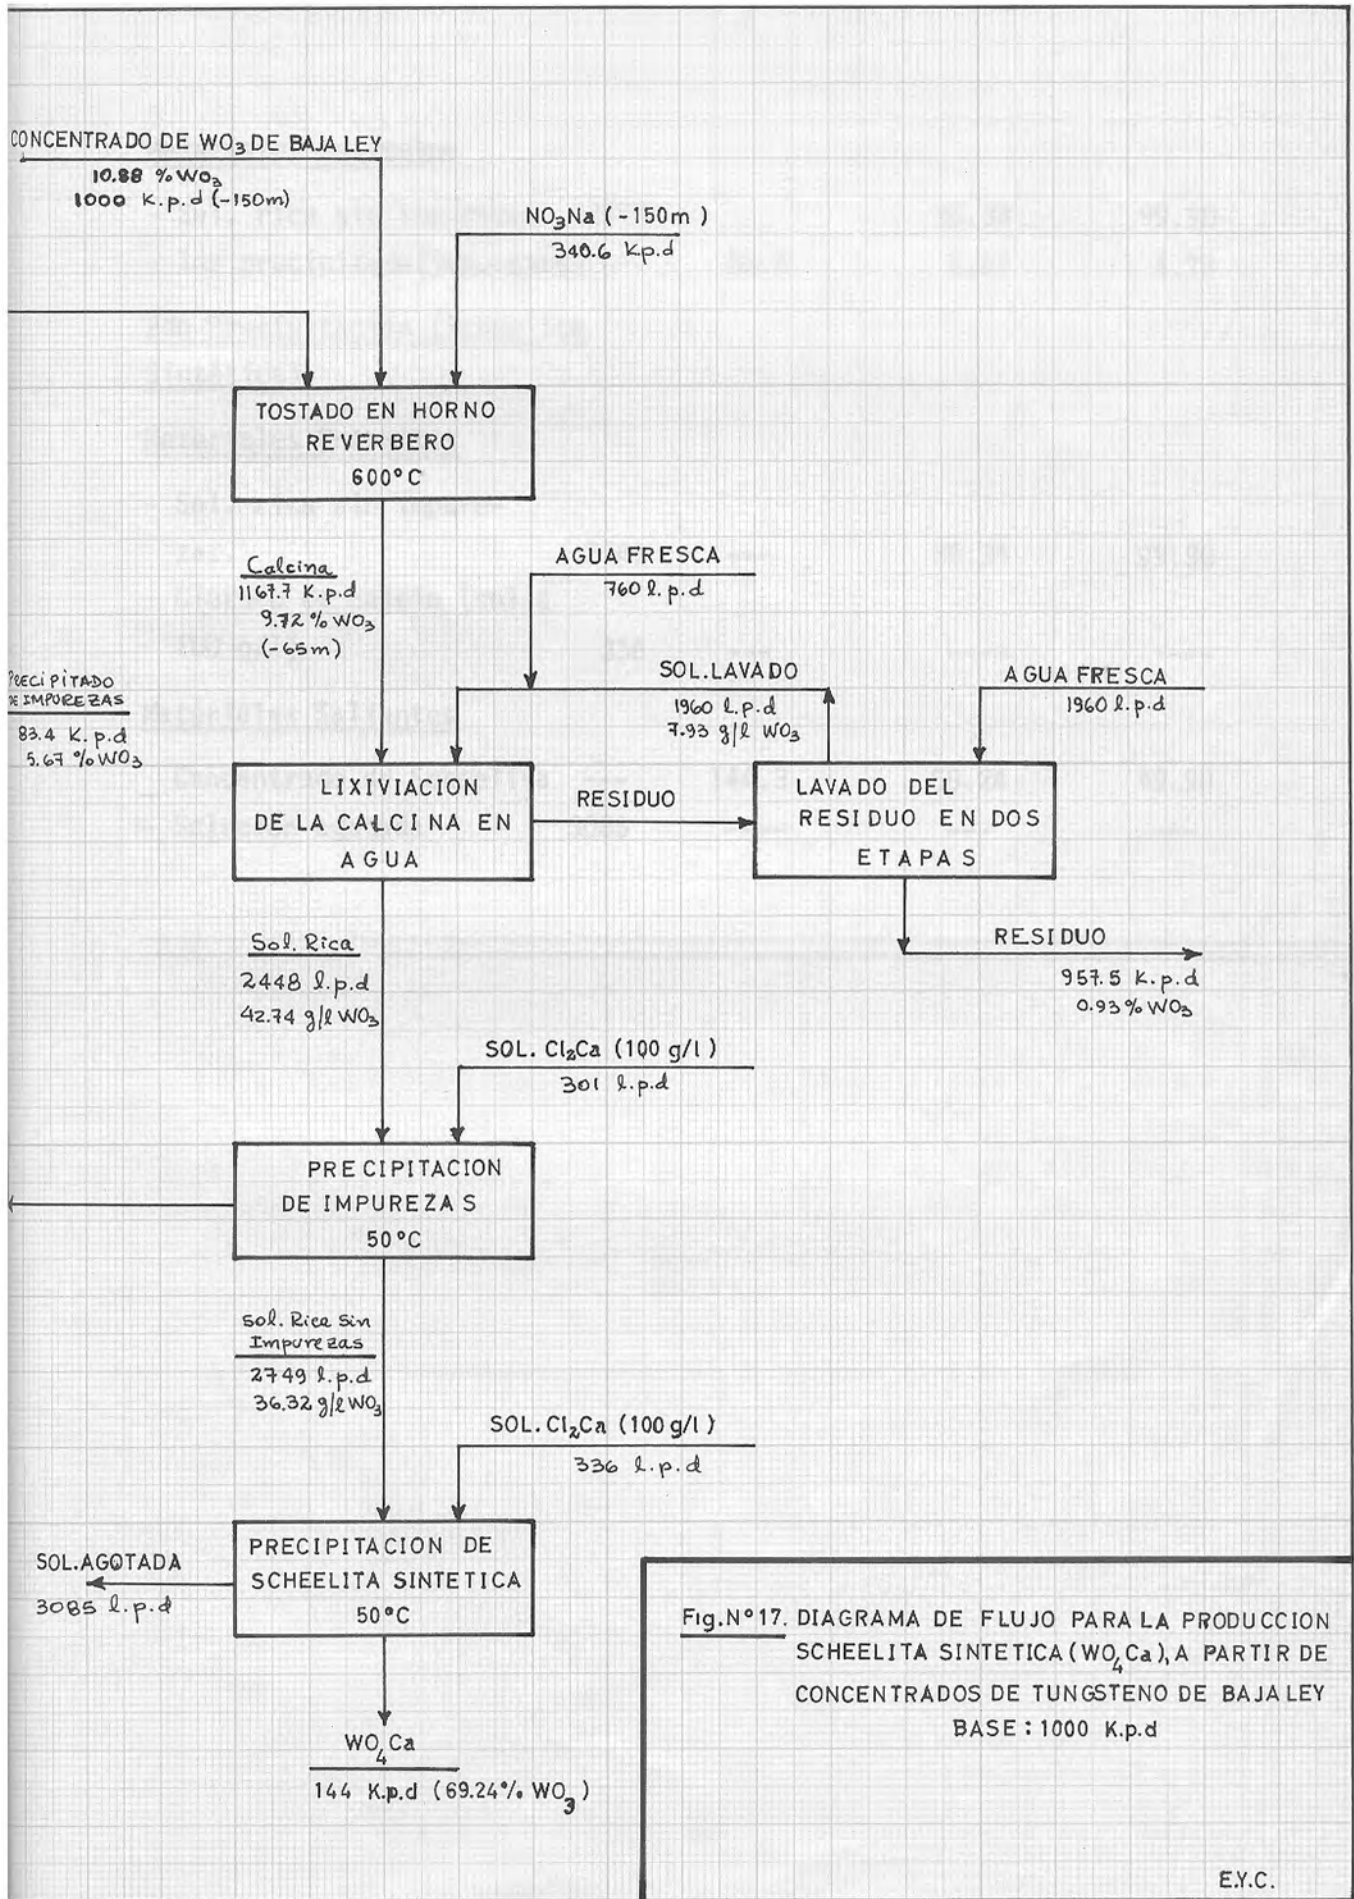 CONCENTRADO DE WO₃ DE BAJA LEY
10.88 % WO₃
1000 K.p.d (-150m)
NO₃Na (-150m)
340.6 Kp.d
TOSTADO EN HORNO
REVERBERO
600°C
Calcina
1167.7 K.p.d
9.72 % WO₃
(-65m)
AGUA FRESCA
760 l.p.d
SOL.LAVADO
1960 l.p.d
7.93 g/l WO₃
AGUA FRESCA
1960 l.p.d
PRECIPITADO
DE IMPUREZAS
83.4 K.p.d
5.67 % WO₃
LIXIVIACION
DE LA CALCINA EN
AGUA
RESIDUO
LAVADO DEL
RESIDUO EN DOS
ETAPAS
Sol. Rica
2448 l.p.d
42.74 g/l WO₃
RESIDUO
957.5 K.p.d
0.93% WO₃
SOL. Cl₂Ca (100 g/l)
301 l.p.d
PRECIPITACION
DE IMPUREZAS
50°C
Sol. Rica Sin
Impurezas
2749 l.p.d
36.32 g/l WO₃
SOL. Cl₂Ca (100 g/l)
336 l.p.d
PRECIPITACION DE
SCHEELITA SINTETICA
50°C
SOL.AGOTADA
3085 l.p.d
WO₄Ca
144 K.p.d (69.24% WO₃)
Fig.N°17. DIAGRAMA DE FLUJO PARA LA PRODUCCION
SCHEELITA SINTETICA (WO₄Ca), A PARTIR DE
CONCENTRADOS DE TUNGSTENO DE BAJA LEY
BASE : 1000 K.p.d
E.Y.C.